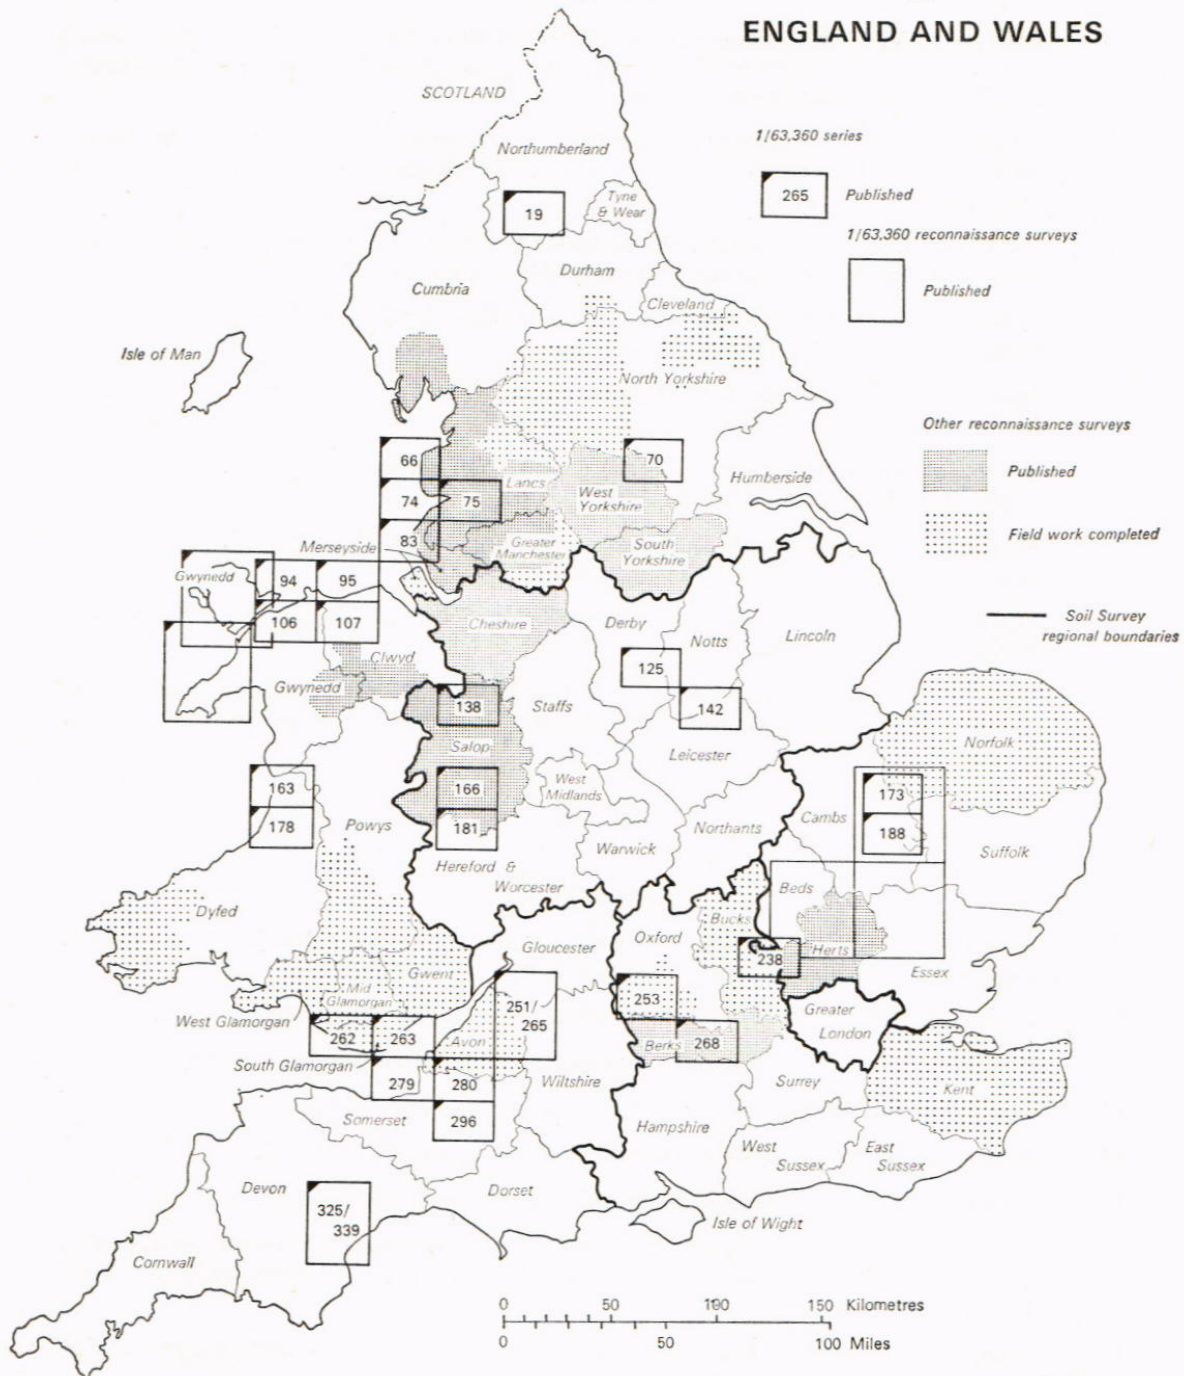 ENGLAND AND WALES
SCOTLAND
Northumberland
1/63,360 series
265
Published
19
Tyne
& Wear
1/63,360 reconnaissance surveys
Published
Durham
Cumbria
Cleveland
Isle of Man
North Yorkshire
Other reconnaissance surveys
Published
Field work completed
66
70
Lancs
Humberside
74
75
West
Yorkshire
83
Merseyside
Greater
Manchester
South
Yorkshire
Gwynedd
94
95
106
107
Cheshire
Derby
Notts
Lincoln
Soil Survey
regional boundaries
Clwyd
125
Gwynedd
138
Staffs
142
Salop
Leicester
Norfolk
163
166
West
Midlands
173
178
Powys
181
Cambs
188
Northants
Warwick
Suffolk
Hereford &
Worcester
Beds
Dyfed
Bucks
Gloucester
Oxford
Herts
Gwent
238
Essex
Mid
Glamorgan
West Glamorgan
251/
265
253
Greater
London
262
263
Avon
Berks
268
South Glamorgan
279
280
Wiltshire
Surrey
Kent
296
Somerset
Hampshire
West
Sussex
East
Sussex
Devon
Dorset
325/
339
Isle of Wight
Cornwall
0 50 100 150 Kilometres
0 50 100 Miles